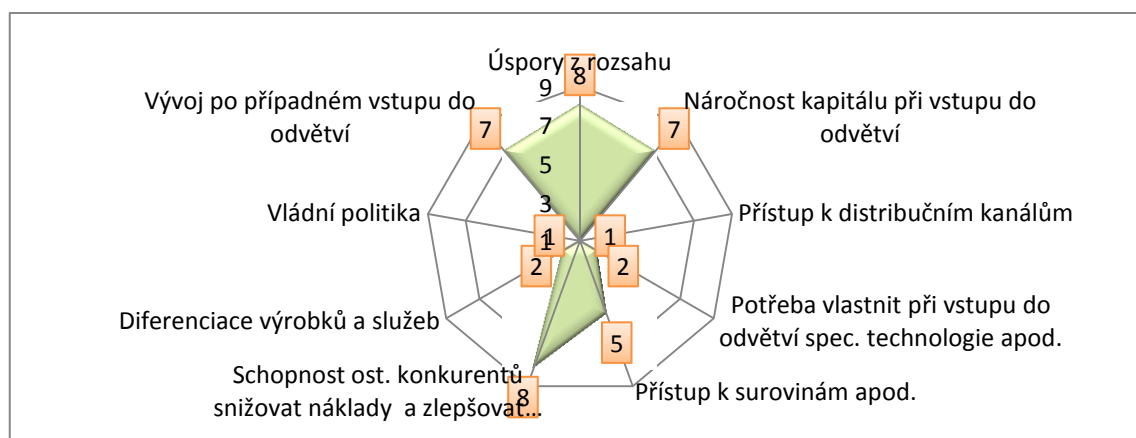 Úspory z rozsahu
8
9
7
5
3
1
Vývoj po případném vstupu do
odvětví
7
Náročnost kapitálu při vstupu do
odvětví
7
Vládní politika
1
Přístup k distribučním kanálům
1
Diferenciace výrobků a služeb
2
Potřeba vlastnit při vstupu do
odvětví spec. technologie apod.
2
Schopnost ost. konkurentů
snižovat náklady a zlepšovat…
8
Přístup k surovinám apod.
5